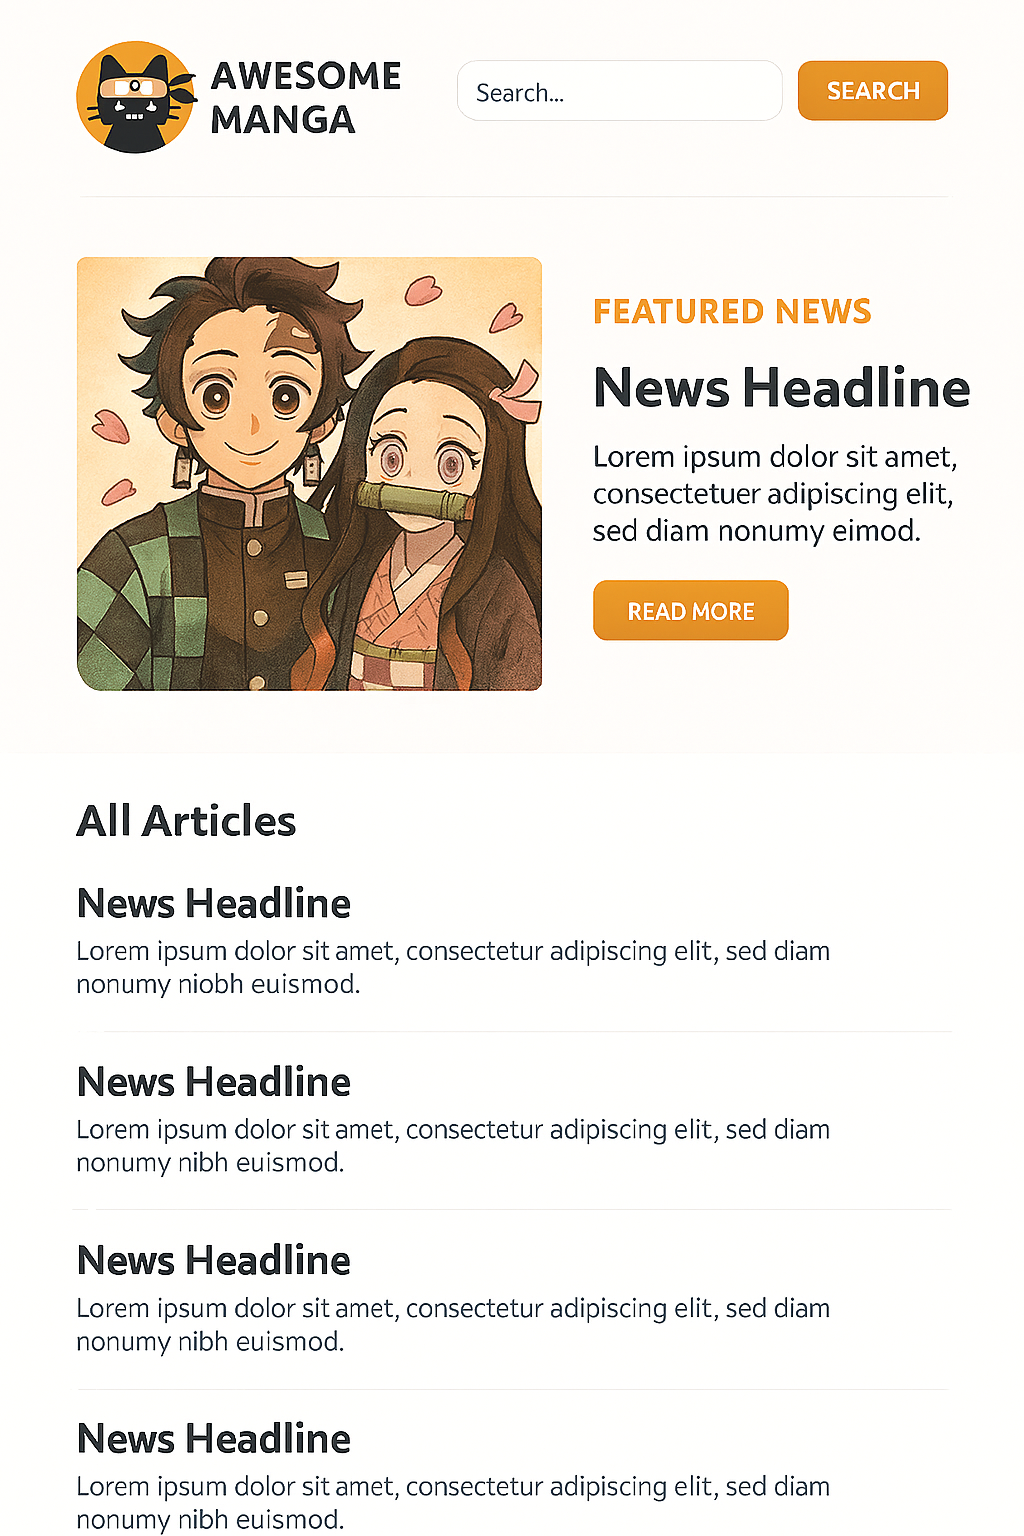 AWESOME
MANGA
Search...
SEARCH
FEATURED NEWS
News Headline
Lorem ipsum dolor sit amet,
consectetuer adipiscing elit,
sed diam nonumy eimod.
READ MORE
All Articles
News Headline
Lorem ipsum dolor sit amet, consectetur adipiscing elit, sed diam
nonumy niobh euismod.
News Headline
Lorem ipsum dolor sit amet, consectetur adipiscing elit, sed diam
nonumy nibh euismod.
News Headline
Lorem ipsum dolor sit amet, consectetur adipiscing elit, sed diam
nonumy nibh euismod.
News Headline
Lorem ipsum dolor sit amet, consectetur adipiscing elit, sed diam
nonumy nibh euismod.